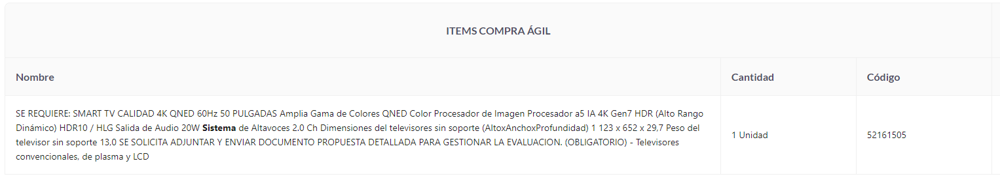 ITEMS COMPRA ÁGIL
Nombre
Cantidad
Código
SE REQUIERE: SMART TV CALIDAD 4K QNED 60Hz 50 PULGADAS Amplia Gama de Colores QNED Color Procesador de Imagen Procesador a5 IA 4K Gen7 HDR (Alto Rango
Dinámico) HDR10 / HLG Salida de Audio 20W Sistema de Altavoces 2.0 Ch Dimensiones del televisores sin soporte (AltoxAnchoxProfundidad) 1 123 x 652 x 29,7 Peso del
televisor sin soporte 13,0 SE SOLICITA ADJUNTAR Y ENVIAR DOCUMENTO PROPUESTA DETALLADA PARA GESTIONAR LA EVALUACION. (OBLIGATORIO) - Televisores
convencionales, de plasma y LCD
1 Unidad
52161505